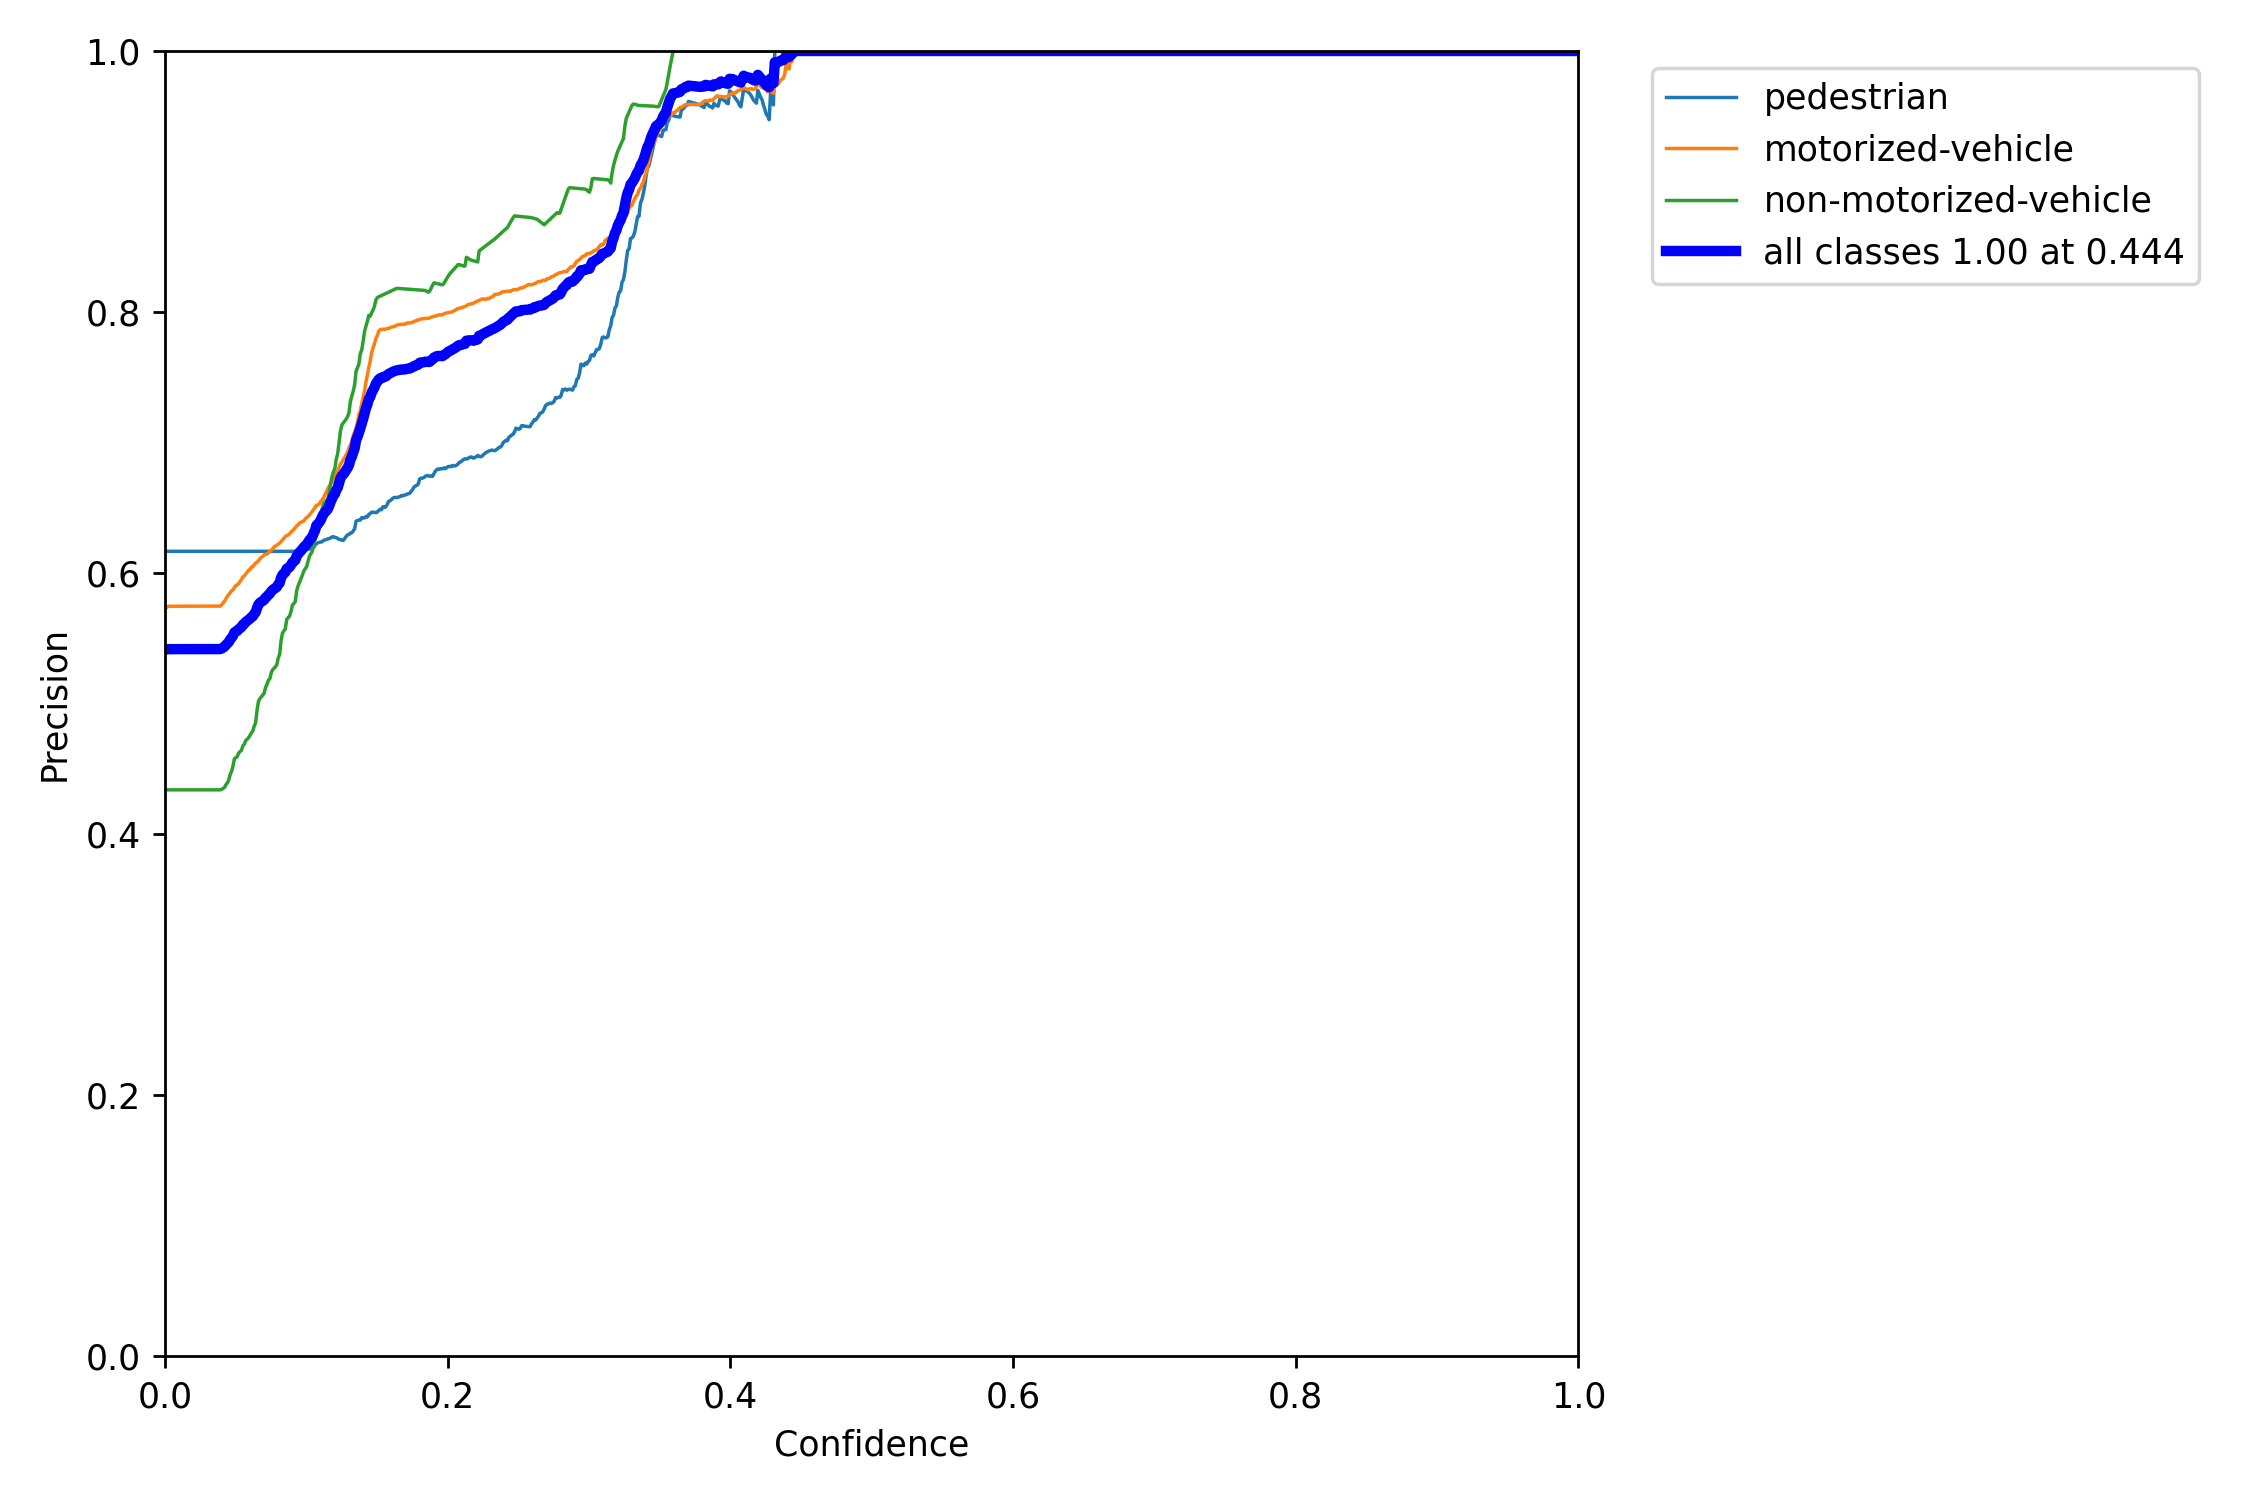 1.0
0.8
0.6
0.4
0.2
0.0
Precision
0.0 0.2 0.4 0.6 0.8 1.0
Confidence
pedestrian
motorized-vehicle
non-motorized-vehicle
all classes 1.00 at 0.444